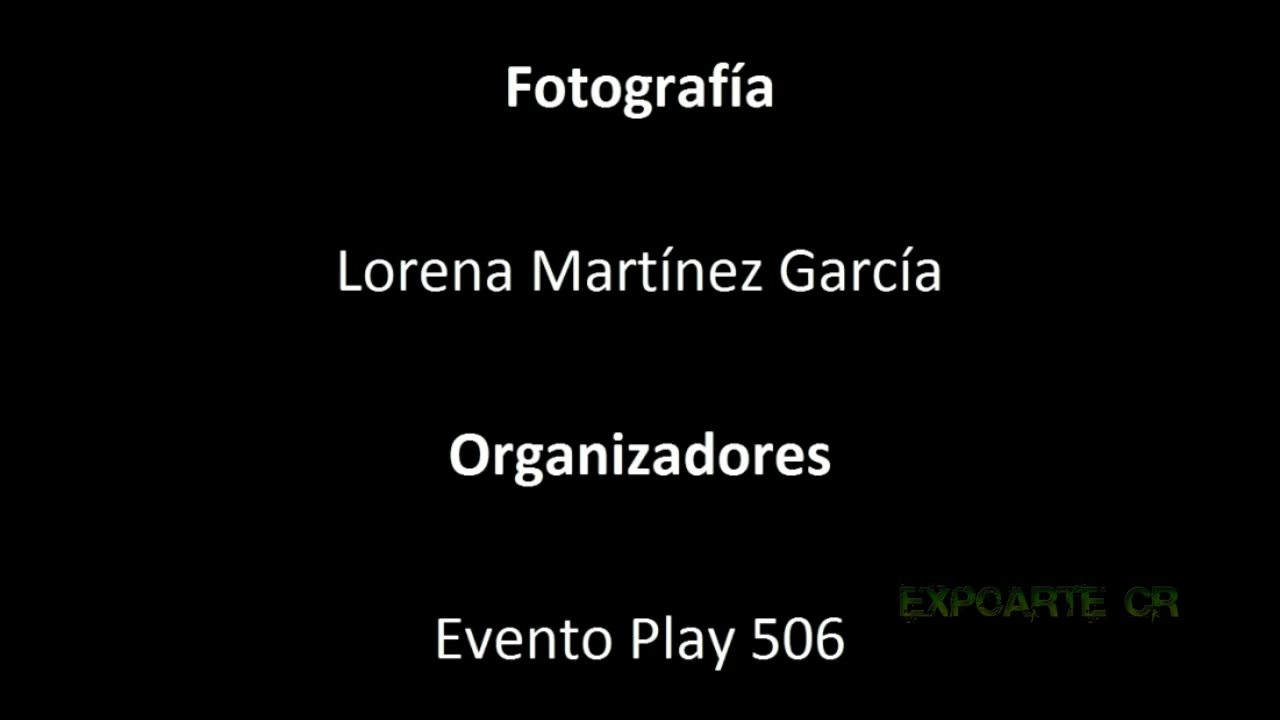 Fotografía
Lorena Martínez García
Organizadores
EXPOARTE CR
Evento Play 506